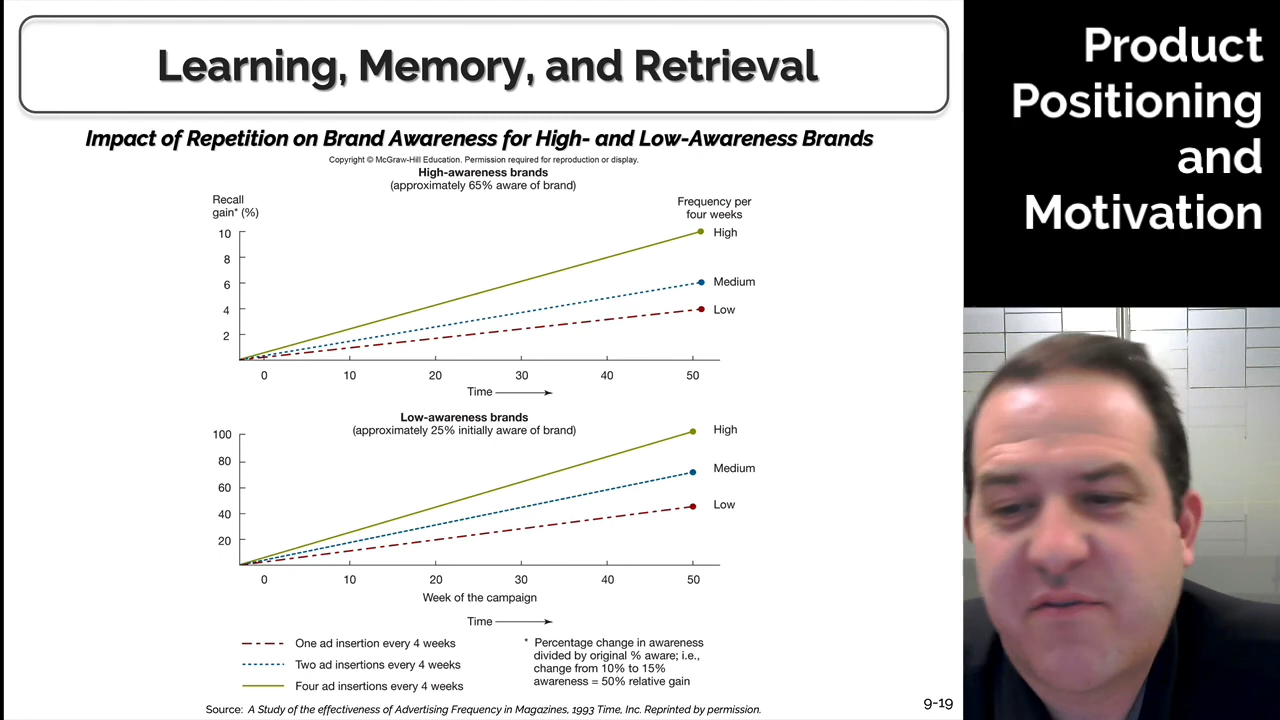 Learning, Memory, and Retrieval
Product
Positioning
and
Motivation
Impact of Repetition on Brand Awareness for High- and Low-Awareness Brands
Copyright © McGraw-Hill Education. Permission required for reproduction or display.
High-awareness brands
(approximately 65% aware of brand)
Recall
gain* (%)
Frequency per
four weeks
10
8
6
4
2
High
Medium
Low
0 10 20 30 40 50
Time
Low-awareness brands
(approximately 25% initially aware of brand)
100
80
60
40
20
High
Medium
Low
0 10 20 30 40 50
Week of the campaign
Time
One ad insertion every 4 weeks
Two ad insertions every 4 weeks
Four ad insertions every 4 weeks
* Percentage change in awareness
divided by original % aware; i.e.,
change from 10% to 15%
awareness = 50% relative gain
Source: A Study of the effectiveness of Advertising Frequency in Magazines, 1993 Time, Inc. Reprinted by permission.
9-19